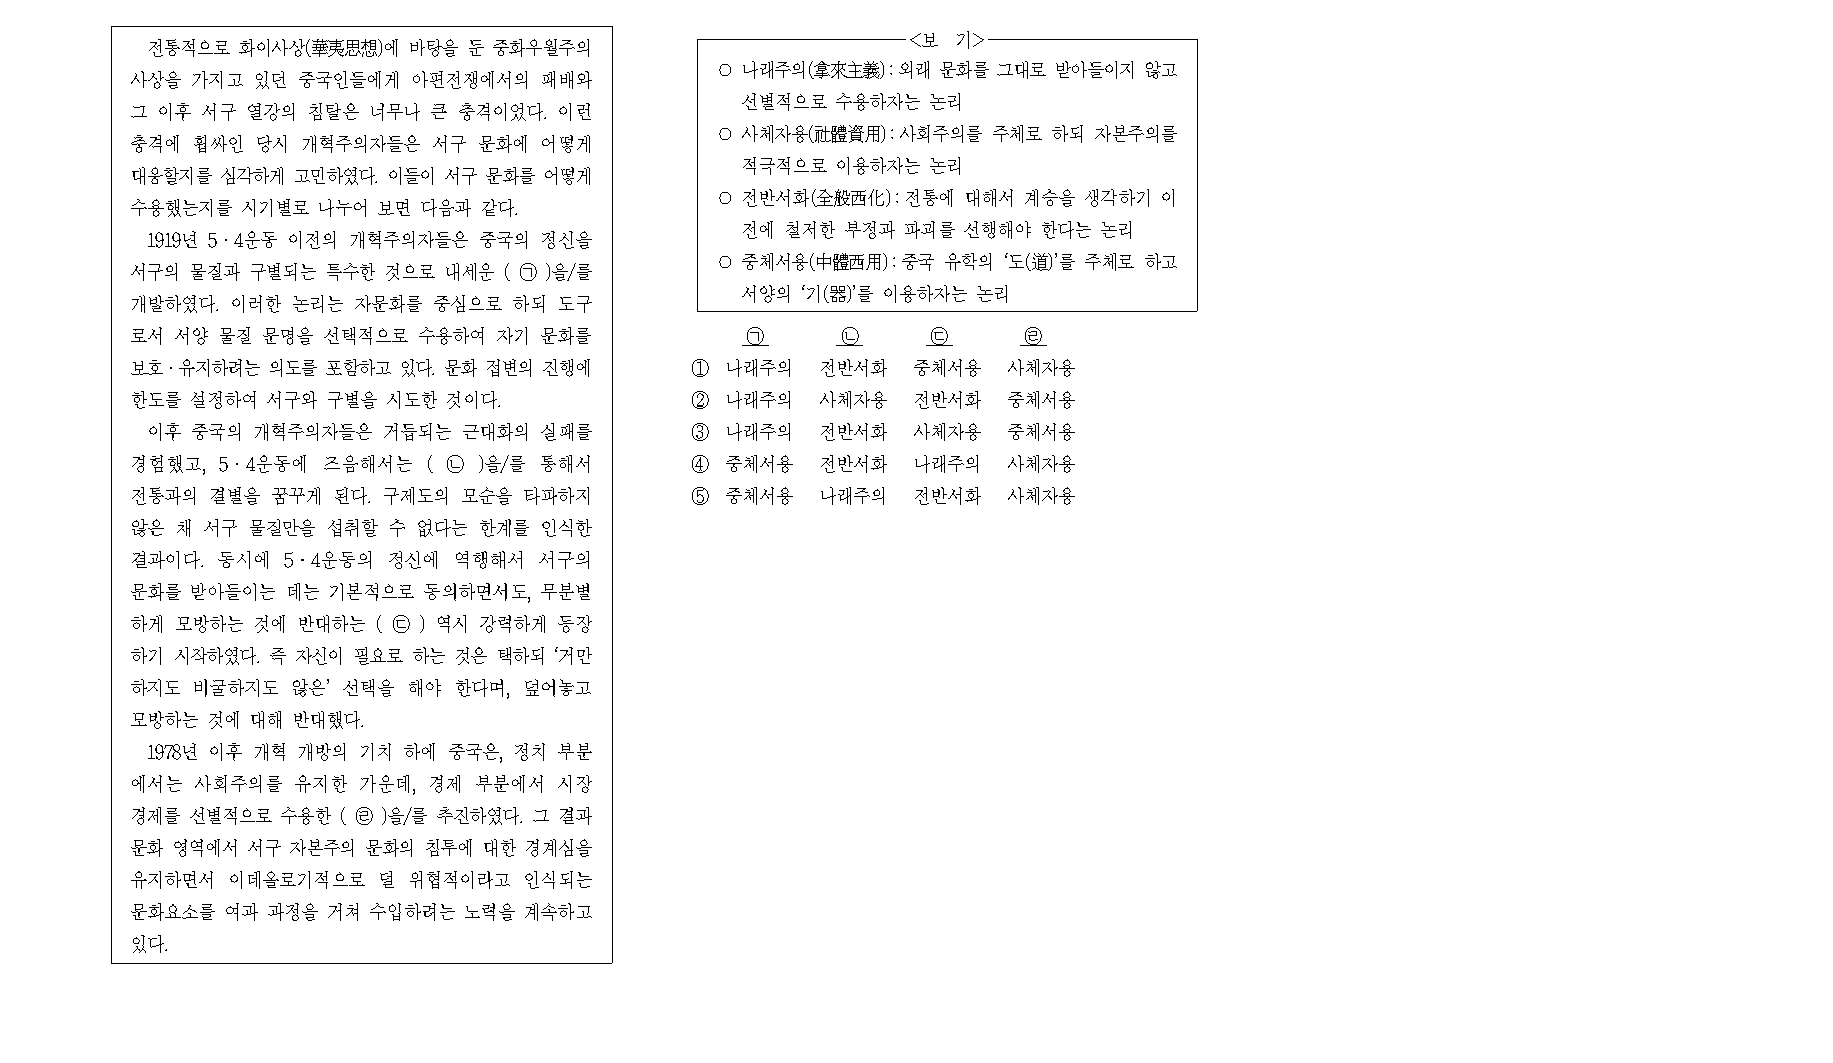 전통적으로 화이사상(華夷思想)에 바탕을 둔 중화우월주의
사상을 가지고 있던 중국인들에게 아편전쟁에서의 패배와
그 이후 서구 열강의 침탈은 너무나 큰 충격이었다. 이런
충격에 휩싸인 당시 개혁주의자들은 서구 문화에 어떻게
대응할지를 심각하게 고민하였다. 이들이 서구 문화를 어떻게
수용했는지를 시기별로 나누어 보면 다음과 같다.
1919년 5·4운동 이전의 개혁주의자들은 중국의 정신을
서구의 물질과 구별되는 특수한 것으로 내세운 ( ㉠ )을/를
개발하였다. 이러한 논리는 자문화를 중심으로 하되 도구
로서 서양 물질 문명을 선택적으로 수용하여 자기 문화를
보호·유지하려는 의도를 포함하고 있다. 문화 접변의 진행에
한도를 설정하여 서구와 구별을 시도한 것이다.
이후 중국의 개혁주의자들은 거듭되는 근대화의 실패를
경험했고, 5·4운동에 즈음해서는 ( ㉡ )을/를 통해서
전통과의 결별을 꿈꾸게 된다. 구제도의 모순을 타파하지
않은 채 서구 물질만을 섭취할 수 없다는 한계를 인식한
결과이다. 동시에 5·4운동의 정신에 역행해서 서구의
문화를 받아들이는 데는 기본적으로 동의하면서도, 무분별
하게 모방하는 것에 반대하는 ( ㉢ ) 역시 강력하게 등장
하기 시작하였다. 즉 자신이 필요로 하는 것은 택하되 ‘거만
하지도 비굴하지도 않은’ 선택을 해야 한다며, 덮어놓고
모방하는 것에 대해 반대했다.
1978년 이후 개혁 개방의 기치 하에 중국은, 정치 부분
에서는 사회주의를 유지한 가운데, 경제 부분에서 시장
경제를 선별적으로 수용한 ( ㉣ )을/를 추진하였다. 그 결과
문화 영역에서 서구 자본주의 문화의 침투에 대한 경계심을
유지하면서 이데올로기적으로 덜 위협적이라고 인식되는
문화요소를 여과 과정을 거쳐 수입하려는 노력을 계속하고
있다.
<보 기>
○ 나래주의(拿來主義) : 외래 문화를 그대로 받아들이지 않고
선별적으로 수용하자는 논리
○ 사체자용(社體資用) : 사회주의를 주체로 하되 자본주의를
적극적으로 이용하자는 논리
○ 전반서화(全般西化) : 전통에 대해서 계승을 생각하기 이
전에 철저한 부정과 파괴를 선행해야 한다는 논리
○ 중체서용(中體西用) : 중국 유학의 ‘도(道)’를 주체로 하고
서양의 ‘기(器)’를 이용하자는 논리
㉠ ㉡ ㉢ ㉣
① 나래주의 전반서화 중체서용 사체자용
② 나래주의 사체자용 전반서화 중체서용
③ 나래주의 전반서화 사체자용 중체서용
④ 중체서용 전반서화 나래주의 사체자용
⑤ 중체서용 나래주의 전반서화 사체자용